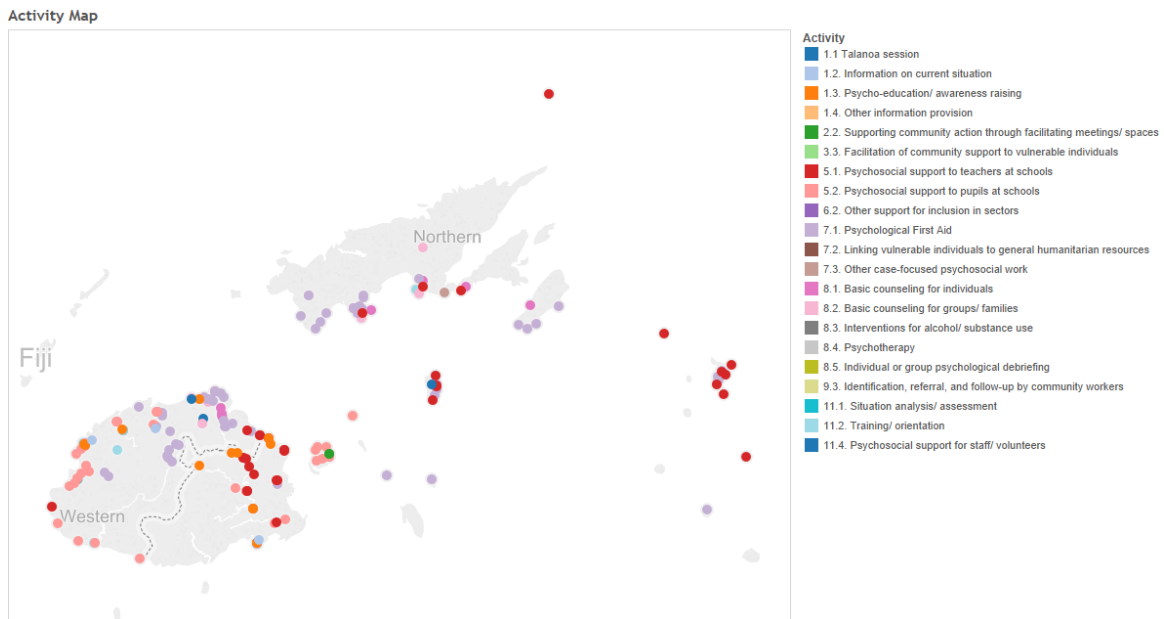 Activity Map
Northern
Fiji
Western
Activity
1.1 Talanoa session
1.2. Information on current situation
1.3. Psycho-education/ awareness raising
1.4. Other information provision
2.2. Supporting community action through facilitating meetings/ spaces
3.3. Facilitation of community support to vulnerable individuals
5.1. Psychosocial support to teachers at schools
5.2. Psychosocial support to pupils at schools
6.2. Other support for inclusion in sectors
7.1. Psychological First Aid
7.2. Linking vulnerable individuals to general humanitarian resources
7.3. Other case-focused psychosocial work
8.1. Basic counseling for individuals
8.2. Basic counseling for groups/ families
8.3. Interventions for alcohol/ substance use
8.4. Psychotherapy
8.5. Individual or group psychological debriefing
9.3. Identification, referral, and follow-up by community workers
11.1. Situation analysis/ assessment
11.2. Training/ orientation
11.4. Psychosocial support for staff/ volunteers